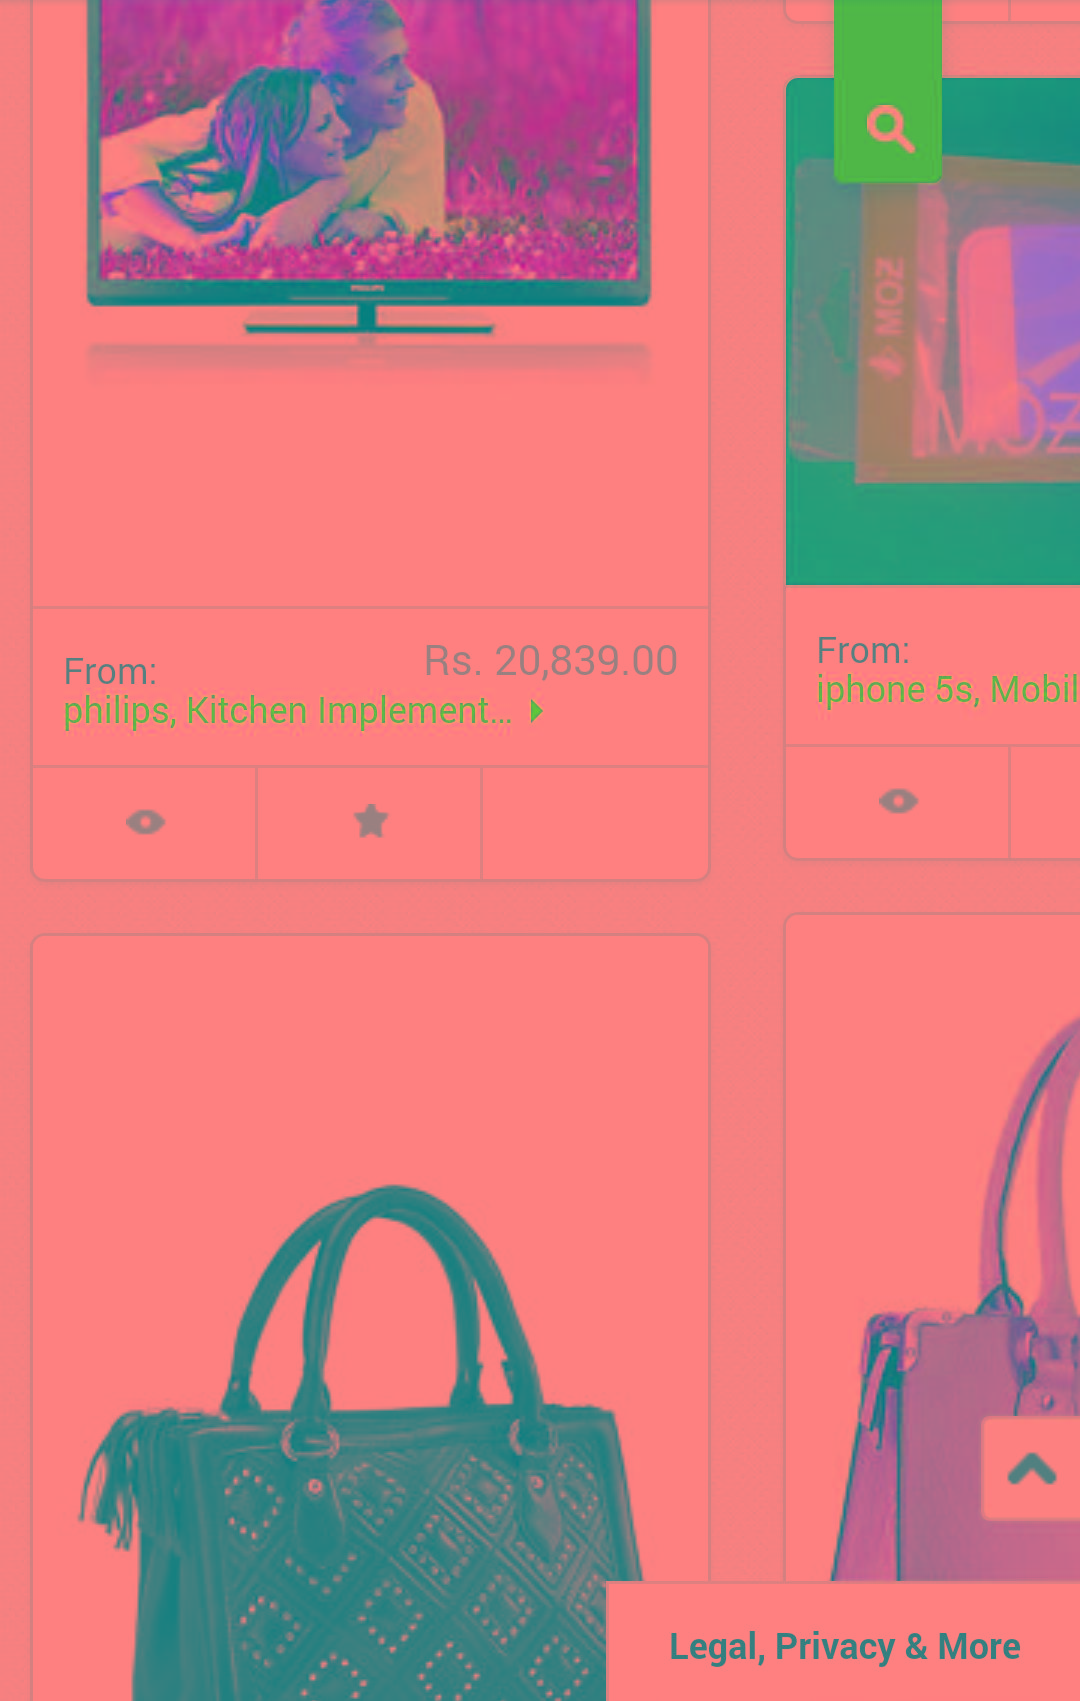 PHILIPS
MOZ
MOZ
From:
Rs. 20,839.00
philips, Kitchen Implement...
From:
iphone 5s, Mobil
Legal, Privacy & More